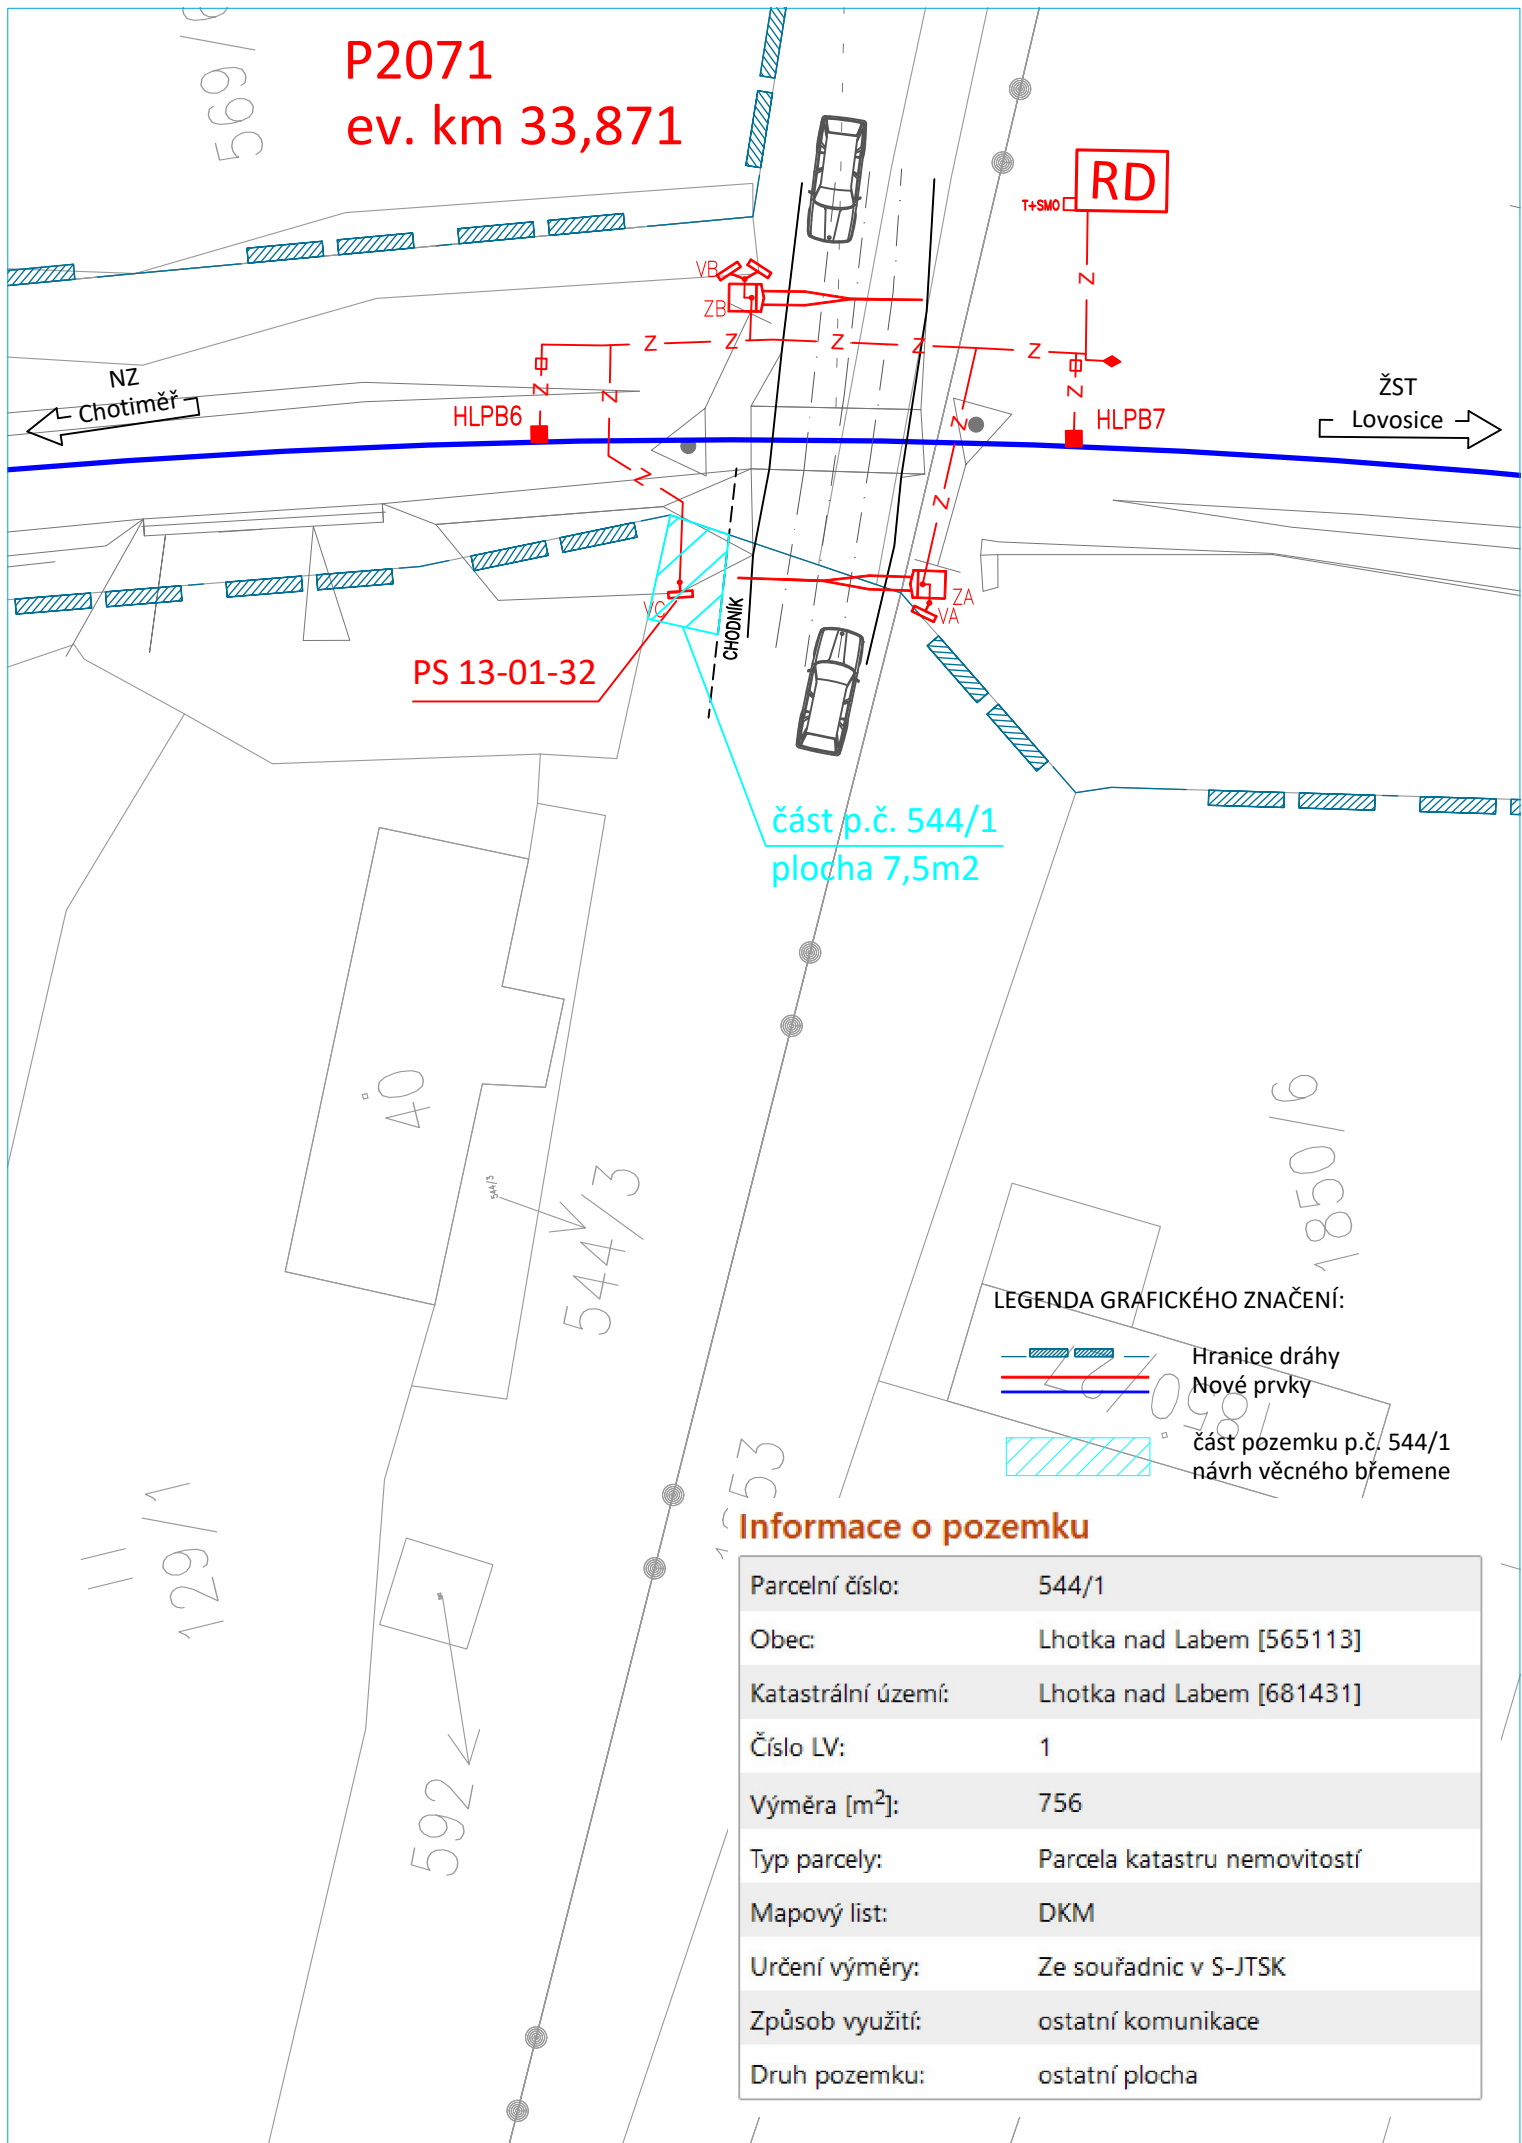 569/6
P2071
ev. km 33,871
RD
T+SMO
VB
ZB
Z
Z
Z
Z
Z
Z
Z
Z
Z
Z
Z
Z
NZ
Chotiměř
HLPB6
HLPB7
ŽST
Lovosice
VC
ZA
VA
CHODNÍK
PS 13-01-32
část p.č. 544/1
plocha 7,5m2
40
544/3
544/3
1850/6
LEGENDA GRAFICKÉHO ZNAČENÍ:
Hranice dráhy
Nové prvky
část pozemku p.č. 544/1
návrh věcného břemene
129/1
592
Informace o pozemku
Parcelní číslo: 544/1
Obec: Lhotka nad Labem [565113]
Katastrální území: Lhotka nad Labem [681431]
Číslo LV: 1
Výměra [m²]: 756
Typ parcely: Parcela katastru nemovitostí
Mapový list: DKM
Určení výměry: Ze souřadnic v S-JTSK
Způsob využití: ostatní komunikace
Druh pozemku: ostatní plocha